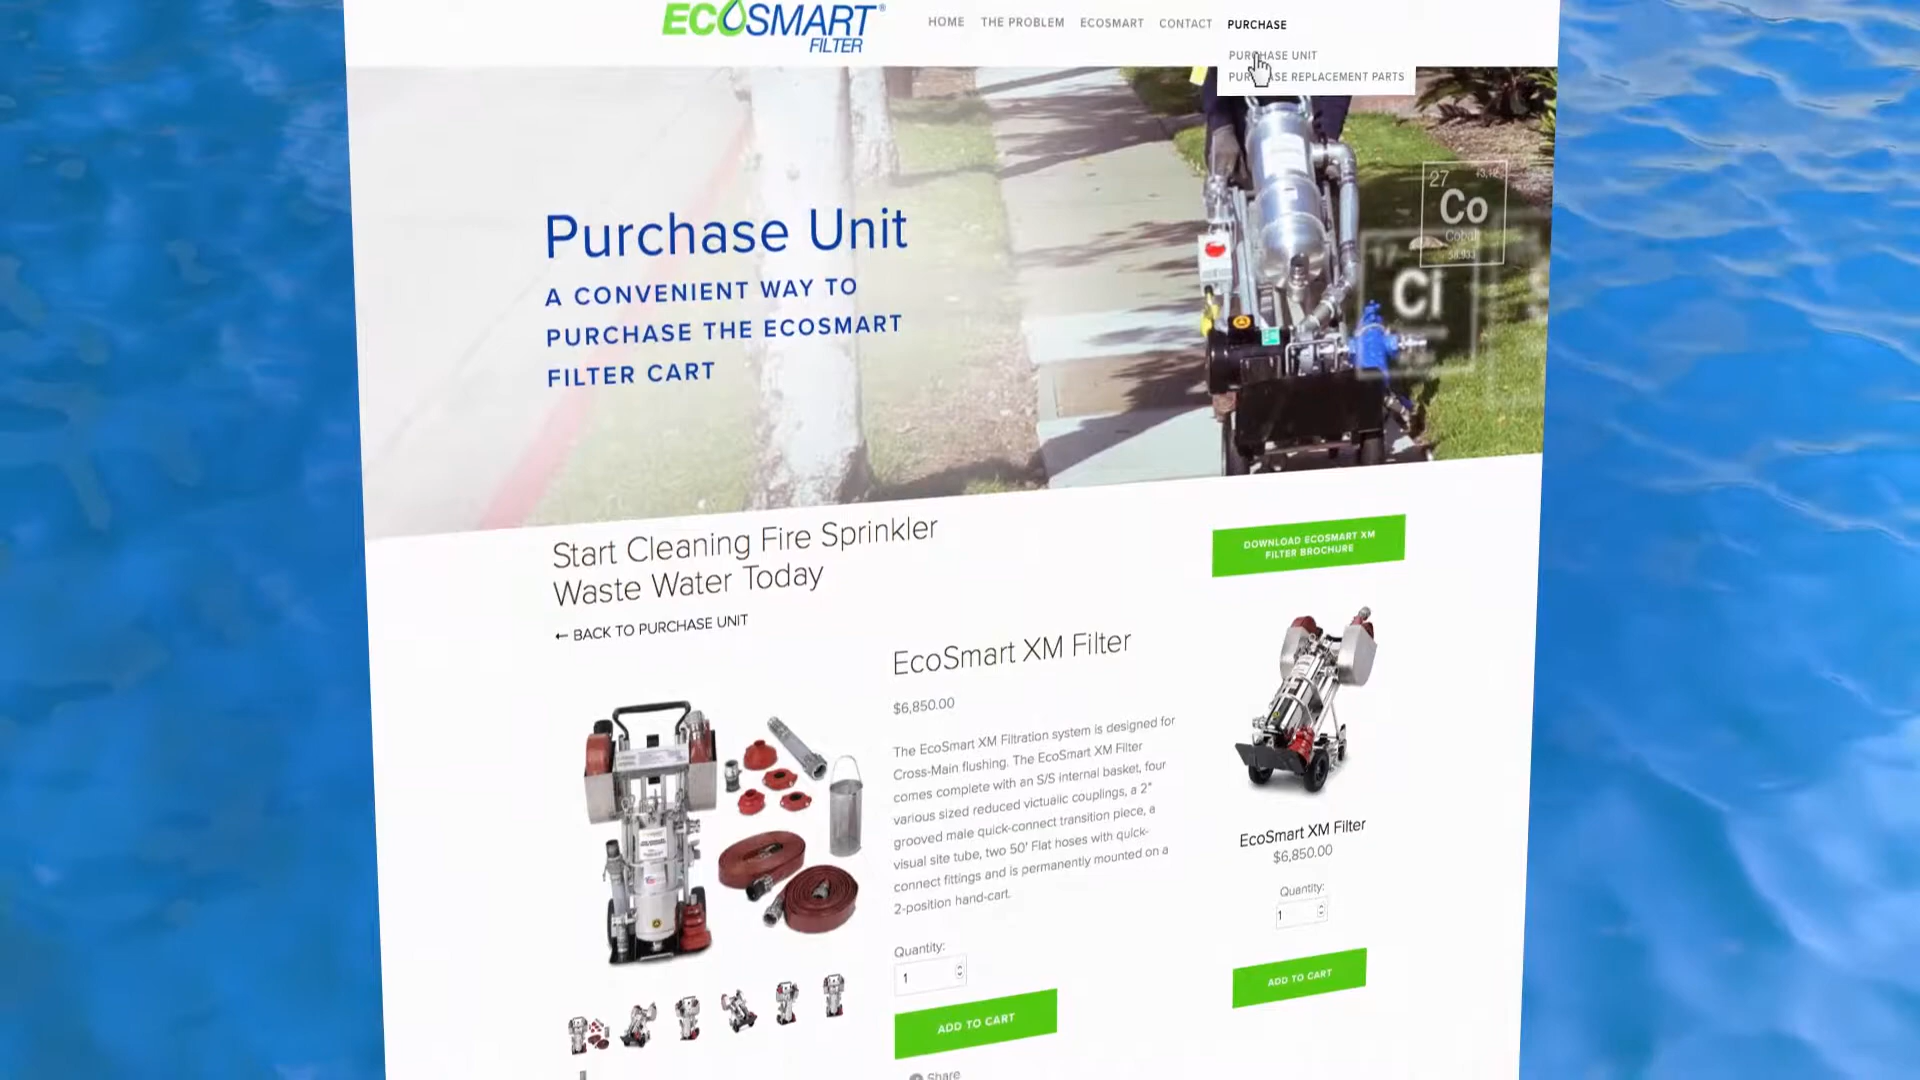 ECOSMART®
FILTER
HOME THE PROBLEM ECOSMART CONTACT PURCHASE
PURCHASE UNIT
PURCHASE REPLACEMENT PARTS
27
Co
Cobalt
58.933
17
Cl
Purchase Unit
A CONVENIENT WAY TO
PURCHASE THE ECOSMART
FILTER CART
Start Cleaning Fire Sprinkler
Waste Water Today
← BACK TO PURCHASE UNIT
DOWNLOAD ECOSMART XM
FILTER BROCHURE
EcoSmart XM Filter
$6,850.00
The EcoSmart XM Filtration system is designed for
Cross-Main flushing. The EcoSmart XM Filter
comes complete with an S/S internal basket, four
various sized reduced victualic couplings, a 2"
grooved male quick-connect transition piece, a
visual site tube, two 50' Flat hoses with quick-
connect fittings and is permanently mounted on a
2-position hand-cart.
Quantity:
1
ADD TO CART
Share
EcoSmart XM Filter
$6,850.00
Quantity:
1
ADD TO CART